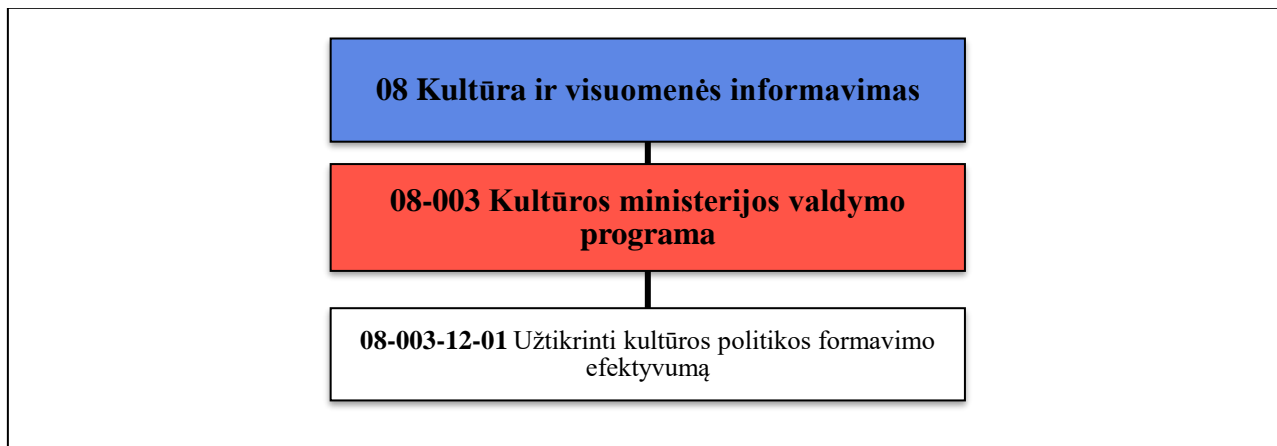 08 Kultūra ir visuomenės informavimas
08-003 Kultūros ministerijos valdymo
programa
08-003-12-01 Užtikrinti kultūros politikos formavimo
efektyvumą